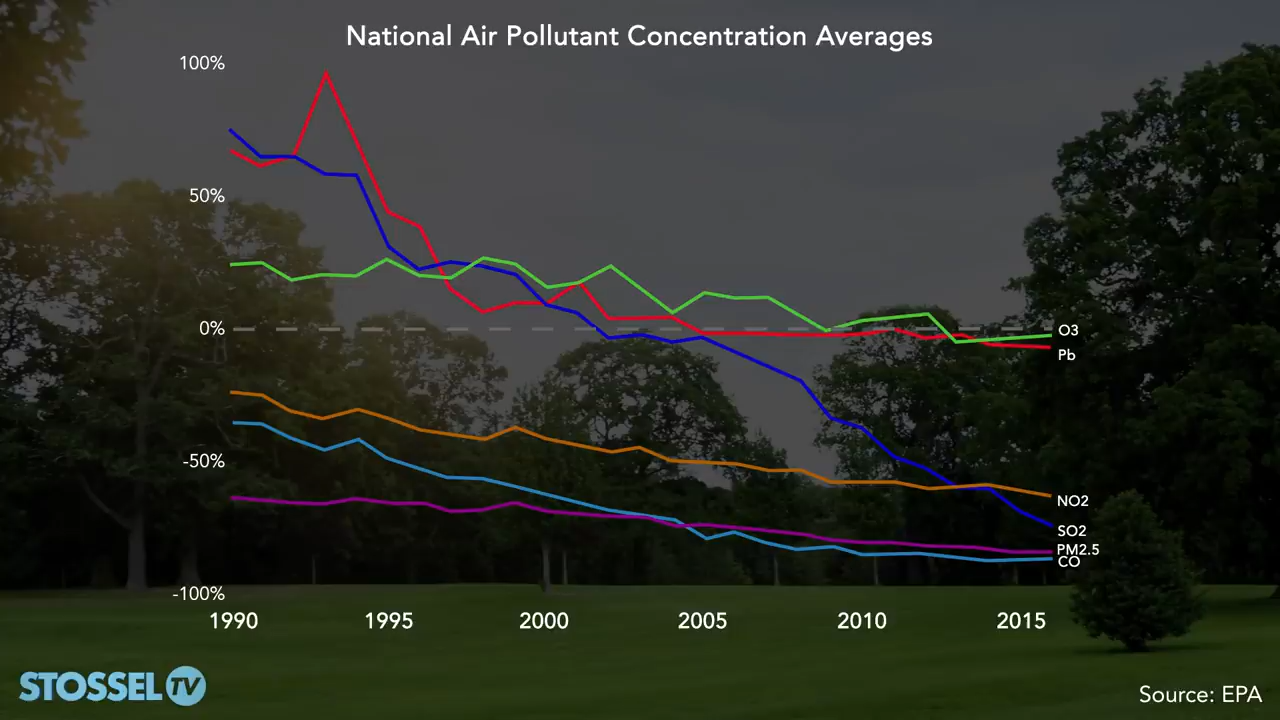 National Air Pollutant Concentration Averages
100%
50%
0%
-50%
-100%
O3
Pb
NO2
SO2
PM2.5
CO
1990 1995 2000 2005 2010 2015
STOSSEL TV
Source: EPA